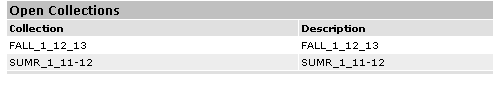 Open Collections
Collection Description
FALL_1_12_13 FALL_1_12_13
SUMR_1_11-12 SUMR_1_11-12